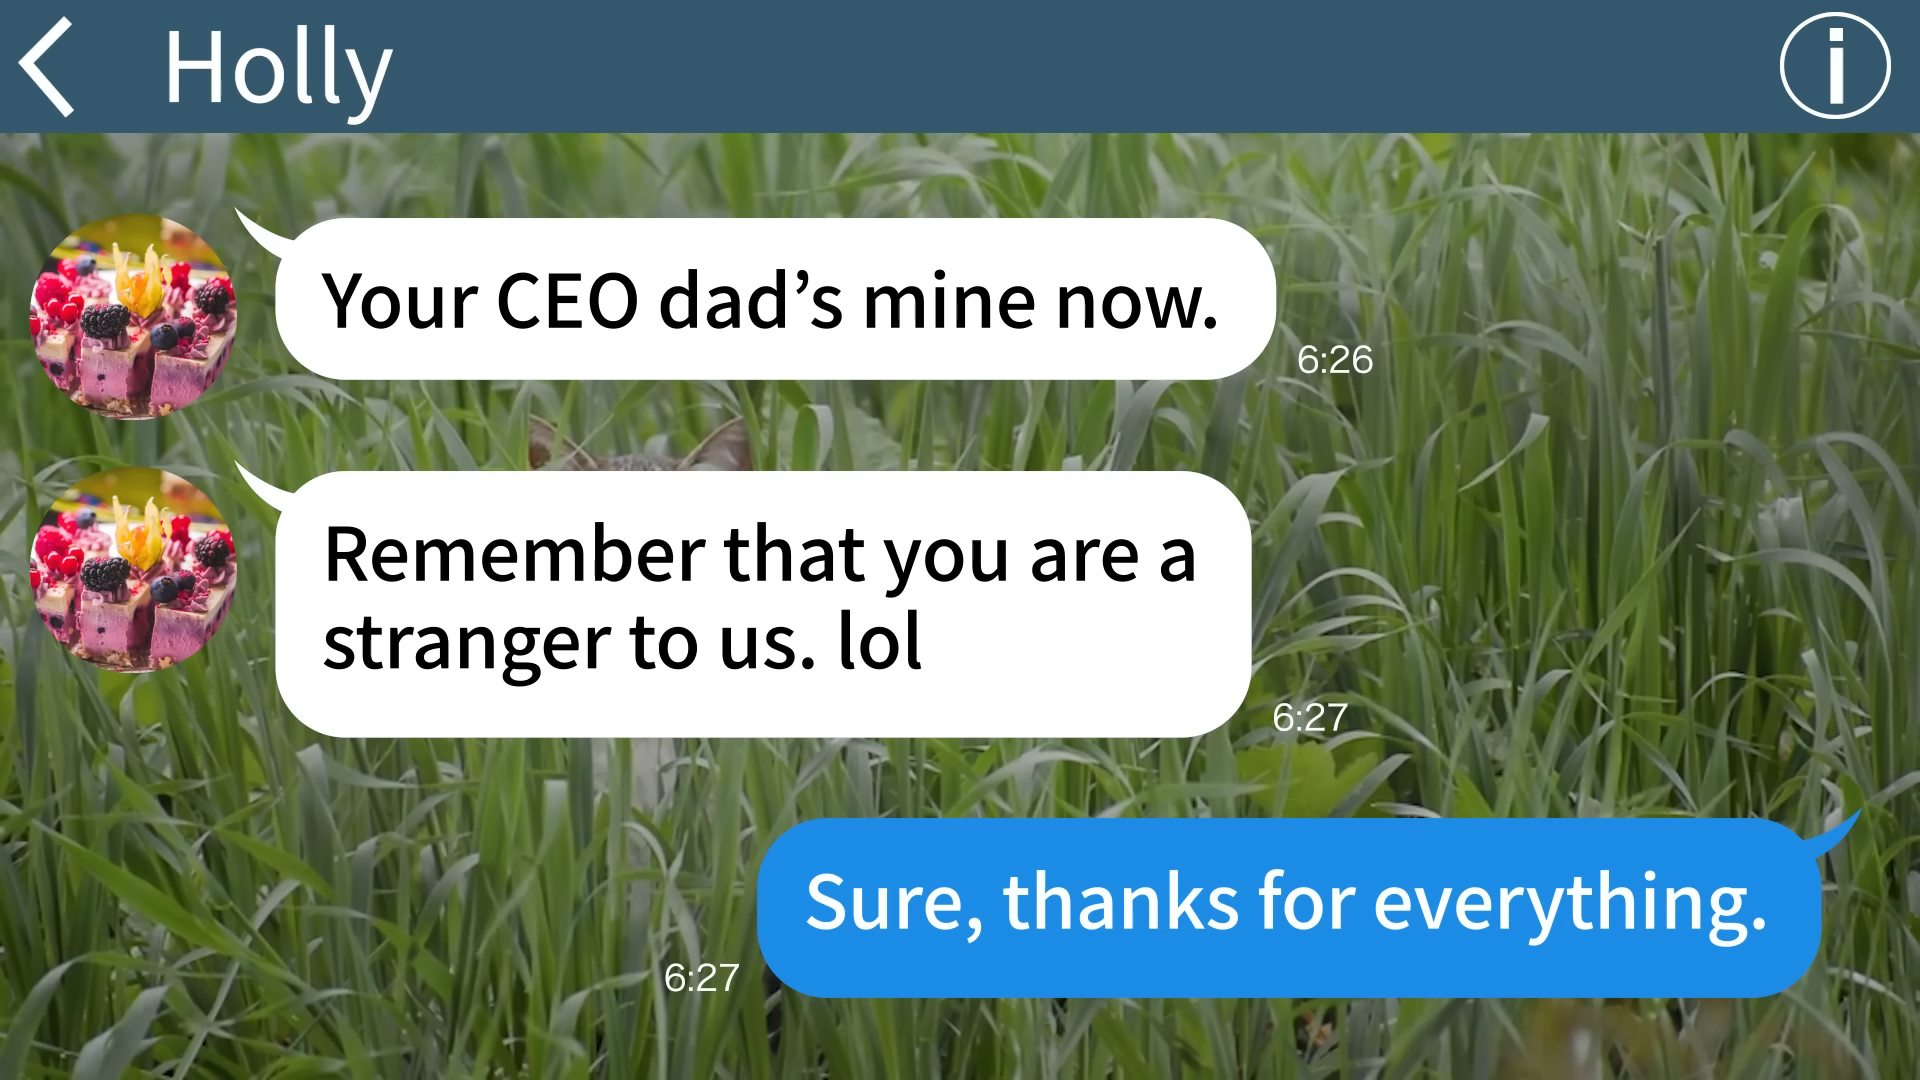 Holly
Your CEO dad’s mine now.
6:26
Remember that you are a
stranger to us. lol
6:27
Sure, thanks for everything.
6:27